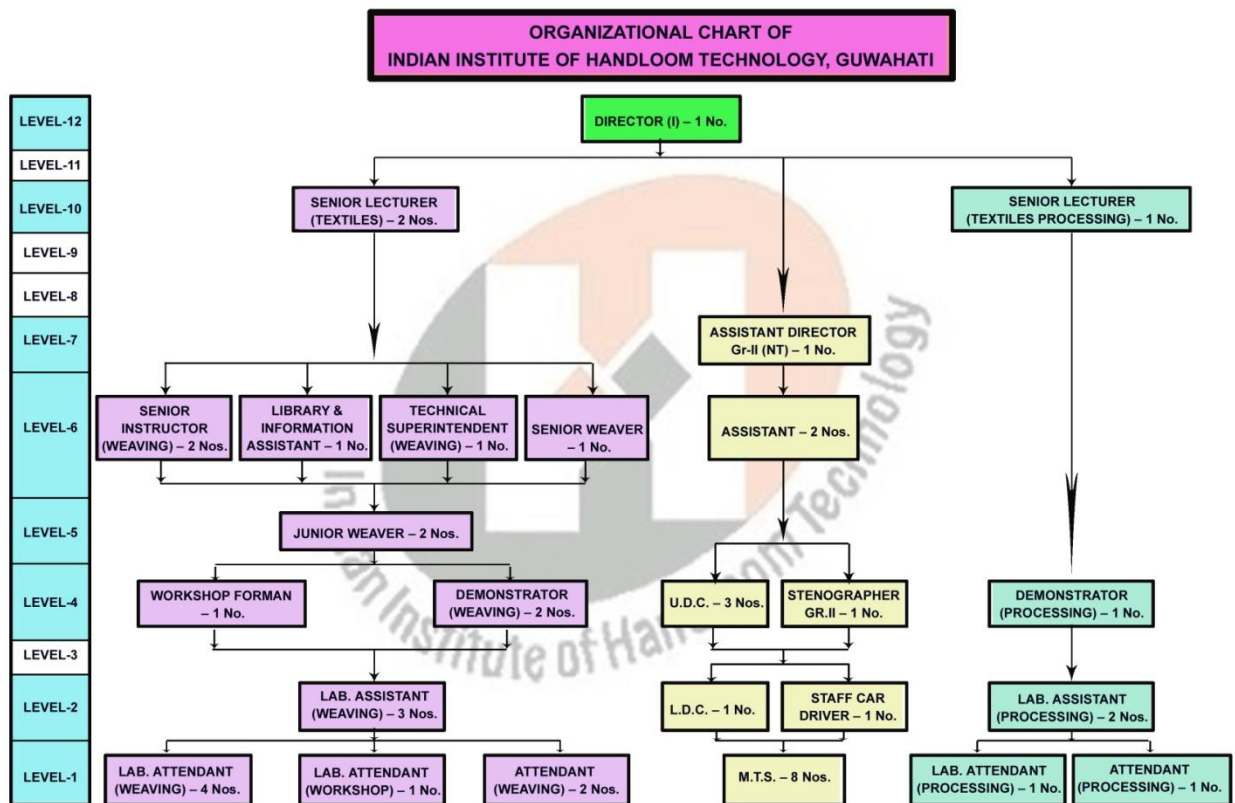 ORGANIZATIONAL CHART OF
INDIAN INSTITUTE OF HANDLOOM TECHNOLOGY, GUWAHATI
LEVEL-12
DIRECTOR (I) – 1 No.
LEVEL-11
LEVEL-10
SENIOR LECTURER
(TEXTILES) – 2 Nos.
SENIOR LECTURER
(TEXTILES PROCESSING) – 1 No.
LEVEL-9
LEVEL-8
LEVEL-7
ASSISTANT DIRECTOR
Gr-II (NT) – 1 No.
LEVEL-6
SENIOR
INSTRUCTOR
(WEAVING) – 2 Nos.
LIBRARY &
INFORMATION
ASSISTANT – 1 No.
TECHNICAL
SUPERINTENDENT
(WEAVING) – 1 No.
SENIOR WEAVER
– 1 No.
ASSISTANT – 2 Nos.
LEVEL-5
JUNIOR WEAVER – 2 Nos.
LEVEL-4
WORKSHOP FORMAN
– 1 No.
DEMONSTRATOR
(WEAVING) – 2 Nos.
U.D.C. – 3 Nos.
STENOGRAPHER
GR.II – 1 No.
DEMONSTRATOR
(PROCESSING) – 1 No.
LEVEL-3
LEVEL-2
LAB. ASSISTANT
(WEAVING) – 3 Nos.
L.D.C. – 1 No.
STAFF CAR
DRIVER – 1 No.
LAB. ASSISTANT
(PROCESSING) – 2 Nos.
LEVEL-1
LAB. ATTENDANT
(WEAVING) – 4 Nos.
LAB. ATTENDANT
(WORKSHOP) – 1 No.
ATTENDANT
(WEAVING) – 2 Nos.
M.T.S. – 8 Nos.
LAB. ATTENDANT
(PROCESSING) – 1 No.
ATTENDANT
(PROCESSING) – 1 No.
Institute of Technology